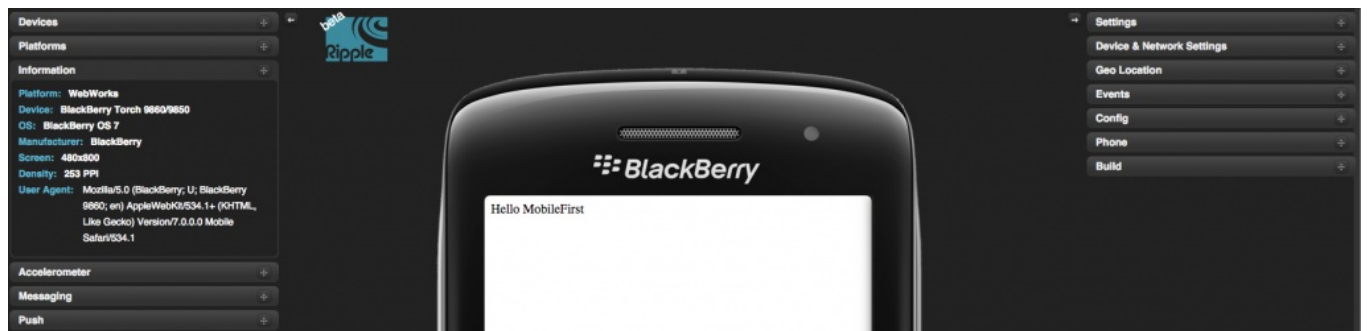 Devices
Platforms
Information
Platform: WebWorks
Device: BlackBerry Torch 9860/9850
OS: BlackBerry OS 7
Manufacturer: BlackBerry
Screen: 480x800
Density: 253 PPI
User Agent: Mozilla/5.0 (BlackBerry; U; BlackBerry
9860; en) AppleWebKit/534.1+ (KHTML,
Like Gecko) Version/7.0.0.0 Mobile
Safari/534.1
Accelerometer
Messaging
Push
beta
Ripple
BlackBerry
Hello MobileFirst
Settings
Device & Network Settings
Geo Location
Events
Config
Phone
Build